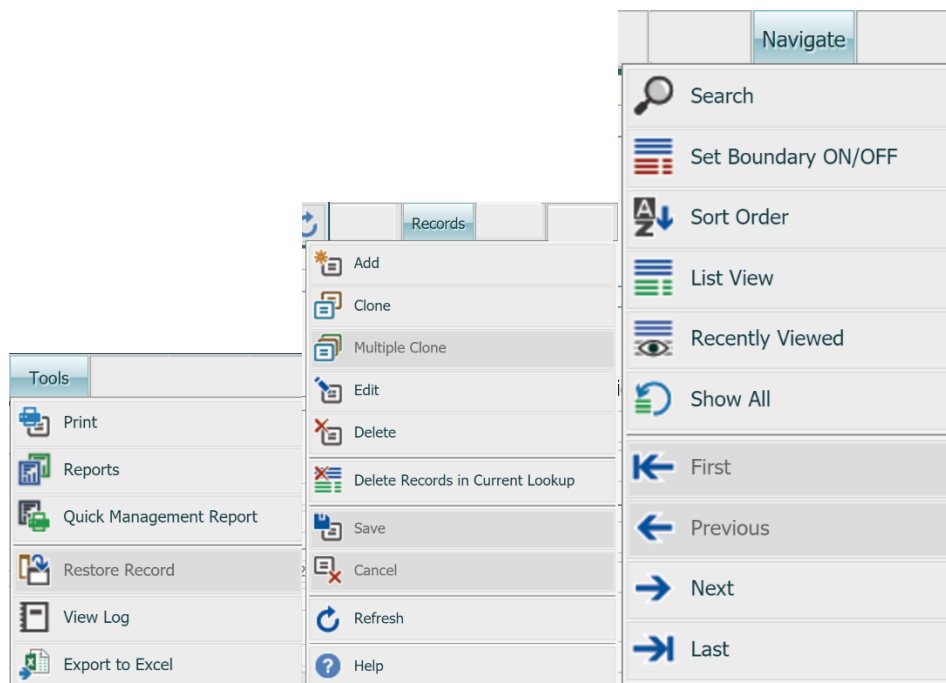 Tools
Print
Reports
Quick Management Report
Restore Record
View Log
Export to Excel
Records
Add
Clone
Multiple Clone
Edit
Delete
Delete Records in Current Lookup
Save
Cancel
Refresh
Help
Navigate
Search
Set Boundary ON/OFF
Sort Order
List View
Recently Viewed
Show All
First
Previous
Next
Last